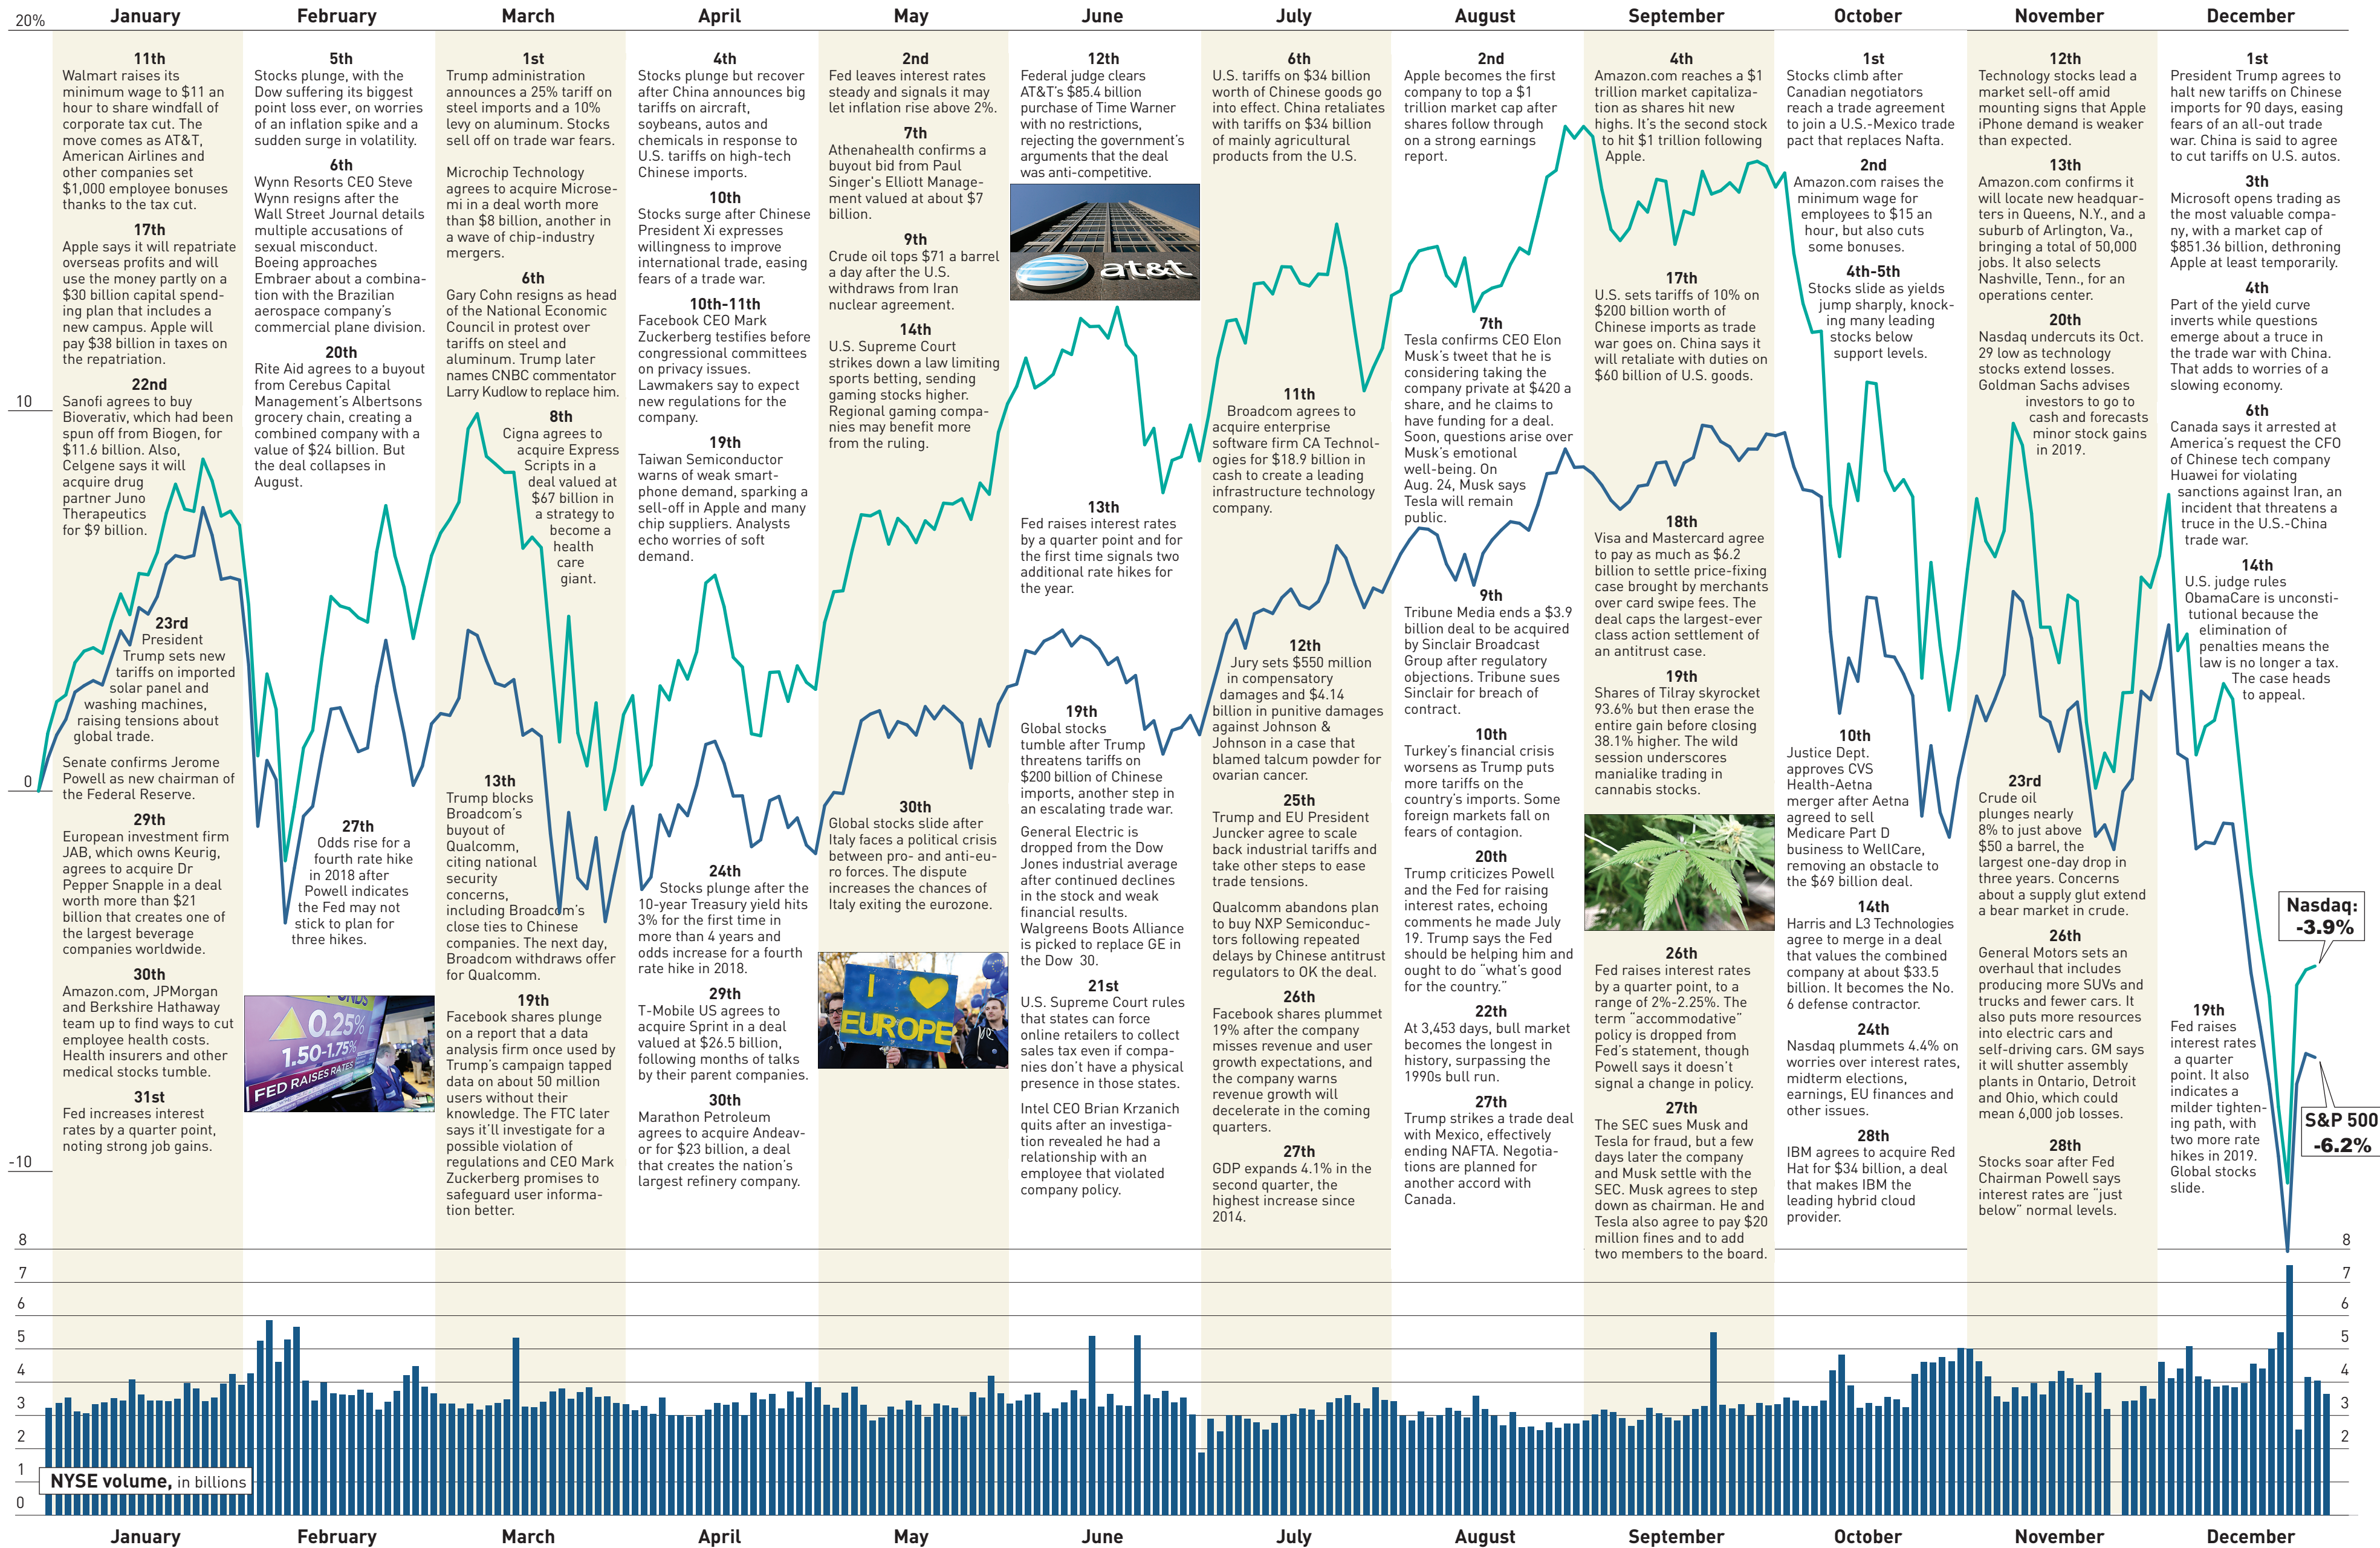 20%
January
February
March
April
May
June
July
August
September
October
November
December
11th
Walmart raises its
minimum wage to $11 an
hour to share windfall of
corporate tax cut. The
move comes as AT&T,
American Airlines and
other companies set
$1,000 employee bonuses
thanks to the tax cut.
17th
Apple says it will repatriate
overseas profits and will
use the money partly on a
$30 billion capital spend-
ing plan that includes a
new campus. Apple will
pay $38 billion in taxes on
the repatriation.
22nd
Sanofi agrees to buy
Bioverativ, which had been
spun off from Biogen, for
$11.6 billion. Also,
Celgene says it will
acquire drug
partner Juno
Therapeutics
for $9 billion.
23rd
President
Trump sets new
tariffs on imported
solar panel and
washing machines,
raising tensions about
global trade.
Senate confirms Jerome
Powell as new chairman of
the Federal Reserve.
29th
European investment firm
JAB, which owns Keurig,
agrees to acquire Dr
Pepper Snapple in a deal
worth more than $21
billion that creates one of
the largest beverage
companies worldwide.
30th
Amazon.com, JPMorgan
and Berkshire Hathaway
team up to find ways to cut
employee health costs.
Health insurers and other
medical stocks tumble.
31st
Fed increases interest
rates by a quarter point,
noting strong job gains.
5th
Stocks plunge, with the
Dow suffering its biggest
point loss ever, on worries
of an inflation spike and a
sudden surge in volatility.
6th
Wynn Resorts CEO Steve
Wynn resigns after the
Wall Street Journal details
multiple accusations of
sexual misconduct.
Boeing approaches
Embraer about a combina-
tion with the Brazilian
aerospace company's
commercial plane division.
20th
Rite Aid agrees to a buyout
from Cerebus Capital
Management's Albertsons
grocery chain, creating a
combined company with a
value of $24 billion. But
the deal collapses in
August.
27th
Odds rise for a
fourth rate hike
in 2018 after
Powell indicates
the Fed may not
stick to plan for
three hikes.
0.25%
1.50-1.75%
FED RAISES RATES
1st
Trump administration
announces a 25% tariff on
steel imports and a 10%
levy on aluminum. Stocks
sell off on trade war fears.
Microchip Technology
agrees to acquire Microse-
mi in a deal worth more
than $8 billion, another in
a wave of chip-industry
mergers.
6th
Gary Cohn resigns as head
of the National Economic
Council in protest over
tariffs on steel and
aluminum. Trump later
names CNBC commentator
Larry Kudlow to replace him.
8th
Cigna agrees to
acquire Express
Scripts in a
deal valued at
$67 billion in
a strategy to
become a
health
care
giant.
13th
Trump blocks
Broadcom's
buyout of
Qualcomm,
citing national
security
concerns,
including Broadcom's
close ties to Chinese
companies. The next day,
Broadcom withdraws offer
for Qualcomm.
19th
Facebook shares plunge
on a report that a data
analysis firm once used by
Trump's campaign tapped
data on about 50 million
users without their
knowledge. The FTC later
says it'll investigate for a
possible violation of
regulations and CEO Mark
Zuckerberg promises to
safeguard user informa-
tion better.
4th
Stocks plunge but recover
after China announces big
tariffs on aircraft,
soybeans, autos and
chemicals in response to
U.S. tariffs on high-tech
Chinese imports.
10th
Stocks surge after Chinese
President Xi expresses
willingness to improve
international trade, easing
fears of a trade war.
10th-11th
Facebook CEO Mark
Zuckerberg testifies before
congressional committees
on privacy issues.
Lawmakers say to expect
new regulations for the
company.
19th
Taiwan Semiconductor
warns of weak smart-
phone demand, sparking a
sell-off in Apple and many
chip suppliers. Analysts
echo worries of soft
demand.
24th
Stocks plunge after the
10-year Treasury yield hits
3% for the first time in
more than 4 years and
odds increase for a fourth
rate hike in 2018.
29th
T-Mobile US agrees to
acquire Sprint in a deal
valued at $26.5 billion,
following months of talks
by their parent companies.
30th
Marathon Petroleum
agrees to acquire Andeav-
or for $23 billion, a deal
that creates the nation's
largest refinery company.
2nd
Fed leaves interest rates
steady and signals it may
let inflation rise above 2%.
7th
Athenahealth confirms a
buyout bid from Paul
Singer's Elliott Manage-
ment valued at about $7
billion.
9th
Crude oil tops $71 a barrel
a day after the U.S.
withdraws from Iran
nuclear agreement.
14th
U.S. Supreme Court
strikes down a law limiting
sports betting, sending
gaming stocks higher.
Regional gaming compa-
nies may benefit more
from the ruling.
30th
Global stocks slide after
Italy faces a political crisis
between pro- and anti-eu-
ro forces. The dispute
increases the chances of
Italy exiting the eurozone.
I
EUROPE
12th
Federal judge clears
AT&T's $85.4 billion
purchase of Time Warner
with no restrictions,
rejecting the government's
arguments that the deal
was anti-competitive.
at&t
13th
Fed raises interest rates
by a quarter point and for
the first time signals two
additional rate hikes for
the year.
19th
Global stocks
tumble after Trump
threatens tariffs on
$200 billion of Chinese
imports, another step in
an escalating trade war.
General Electric is
dropped from the Dow
Jones industrial average
after continued declines
in the stock and weak
financial results.
Walgreens Boots Alliance
is picked to replace GE in
the Dow 30.
21st
U.S. Supreme Court rules
that states can force
online retailers to collect
sales tax even if compa-
nies don't have a physical
presence in those states.
Intel CEO Brian Krzanich
quits after an investiga-
tion revealed he had a
relationship with an
employee that violated
company policy.
6th
U.S. tariffs on $34 billion
worth of Chinese goods go
into effect. China retaliates
with tariffs on $34 billion
of mainly agricultural
products from the U.S.
11th
Broadcom agrees to
acquire enterprise
software firm CA Technol-
ogies for $18.9 billion in
cash to create a leading
infrastructure technology
company.
12th
Jury sets $550 million
in compensatory
damages and $4.14
billion in punitive damages
against Johnson &
Johnson in a case that
blamed talcum powder for
ovarian cancer.
25th
Trump and EU President
Juncker agree to scale
back industrial tariffs and
take other steps to ease
trade tensions.
Qualcomm abandons plan
to buy NXP Semiconduc-
tors following repeated
delays by Chinese antitrust
regulators to OK the deal.
26th
Facebook shares plummet
19% after the company
misses revenue and user
growth expectations, and
the company warns
revenue growth will
decelerate in the coming
quarters.
27th
GDP expands 4.1% in the
second quarter, the
highest increase since
2014.
2nd
Apple becomes the first
company to top a $1
trillion market cap after
shares follow through
on a strong earnings
report.
7th
Tesla confirms CEO Elon
Musk's tweet that he is
considering taking the
company private at $420 a
share, and he claims to
have funding for a deal.
Soon, questions arise over
Musk's emotional
well-being. On
Aug. 24, Musk says
Tesla will remain
public.
9th
Tribune Media ends a $3.9
billion deal to be acquired
by Sinclair Broadcast
Group after regulatory
objections. Tribune sues
Sinclair for breach of
contract.
10th
Turkey's financial crisis
worsens as Trump puts
more tariffs on the
country's imports. Some
foreign markets fall on
fears of contagion.
20th
Trump criticizes Powell
and the Fed for raising
interest rates, echoing
comments he made July
19. Trump says the Fed
should be helping him and
ought to do "what's good
for the country."
22th
At 3,453 days, bull market
becomes the longest in
history, surpassing the
1990s bull run.
27th
Trump strikes a trade deal
with Mexico, effectively
ending NAFTA. Negotia-
tions are planned for
another accord with
Canada.
4th
Amazon.com reaches a $1
trillion market capitaliza-
tion as shares hit new
highs. It's the second stock
to hit $1 trillion following
Apple.
17th
U.S. sets tariffs of 10% on
$200 billion worth of
Chinese imports as trade
war goes on. China says it
will retaliate with duties on
$60 billion of U.S. goods.
18th
Visa and Mastercard agree
to pay as much as $6.2
billion to settle price-fixing
case brought by merchants
over card swipe fees. The
deal caps the largest-ever
class action settlement of
an antitrust case.
19th
Shares of Tilray skyrocket
93.6% but then erase the
entire gain before closing
38.1% higher. The wild
session underscores
manialike trading in
cannabis stocks.
26th
Fed raises interest rates
by a quarter point, to a
range of 2%-2.25%. The
term "accommodative"
policy is dropped from
Fed's statement, though
Powell says it doesn't
signal a change in policy.
27th
The SEC sues Musk and
Tesla for fraud, but a few
days later the company
and Musk settle with the
SEC. Musk agrees to step
down as chairman. He and
Tesla also agree to pay $20
million fines and to add
two members to the board.
1st
Stocks climb after
Canadian negotiators
reach a trade agreement
to join a U.S.-Mexico trade
pact that replaces Nafta.
2nd
Amazon.com raises the
minimum wage for
employees to $15 an
hour, but also cuts
some bonuses.
4th-5th
Stocks slide as yields
jump sharply, knock-
ing many leading
stocks below
support levels.
10th
Justice Dept.
approves CVS
Health-Aetna
merger after Aetna
agreed to sell
Medicare Part D
business to WellCare,
removing an obstacle to
the $69 billion deal.
14th
Harris and L3 Technologies
agree to merge in a deal
that values the combined
company at about $33.5
billion. It becomes the No.
6 defense contractor.
24th
Nasdaq plummets 4.4% on
worries over interest rates,
midterm elections,
earnings, EU finances and
other issues.
28th
IBM agrees to acquire Red
Hat for $34 billion, a deal
that makes IBM the
leading hybrid cloud
provider.
12th
Technology stocks lead a
market sell-off amid
mounting signs that Apple
iPhone demand is weaker
than expected.
13th
Amazon.com confirms it
will locate new headquar-
ters in Queens, N.Y., and a
suburb of Arlington, Va.,
bringing a total of 50,000
jobs. It also selects
Nashville, Tenn., for an
operations center.
20th
Nasdaq undercuts its Oct.
29 low as technology
stocks extend losses.
Goldman Sachs advises
investors to go to
cash and forecasts
minor stock gains
in 2019.
23rd
Crude oil
plunges nearly
8% to just above
$50 a barrel, the
largest one-day drop in
three years. Concerns
about a supply glut extend
a bear market in crude.
26th
General Motors sets an
overhaul that includes
producing more SUVs and
trucks and fewer cars. It
also puts more resources
into electric cars and
self-driving cars. GM says
it will shutter assembly
plants in Ontario, Detroit
and Ohio, which could
mean 6,000 job losses.
28th
Stocks soar after Fed
Chairman Powell says
interest rates are "just
below" normal levels.
1st
President Trump agrees to
halt new tariffs on Chinese
imports for 90 days, easing
fears of an all-out trade
war. China is said to agree
to cut tariffs on U.S. autos.
3th
Microsoft opens trading as
the most valuable compa-
ny, with a market cap of
$851.36 billion, dethroning
Apple at least temporarily.
4th
Part of the yield curve
inverts while questions
emerge about a truce in
the trade war with China.
That adds to worries of a
slowing economy.
6th
Canada says it arrested at
America's request the CFO
of Chinese tech company
Huawei for violating
sanctions against Iran, an
incident that threatens a
truce in the U.S.-China
trade war.
14th
U.S. judge rules
ObamaCare is unconsti-
tutional because the
elimination of
penalties means the
law is no longer a tax.
The case heads
to appeal.
19th
Fed raises
interest rates
a quarter
point. It also
indicates a
milder tighten-
ing path, with
two more rate
hikes in 2019.
Global stocks
slide.
Nasdaq:
-3.9%
S&P 500
-6.2%
10
0
-10
8
7
6
5
4
3
2
1
0
8
7
6
5
4
3
2
NYSE volume, in billions
January
February
March
April
May
June
July
August
September
October
November
December